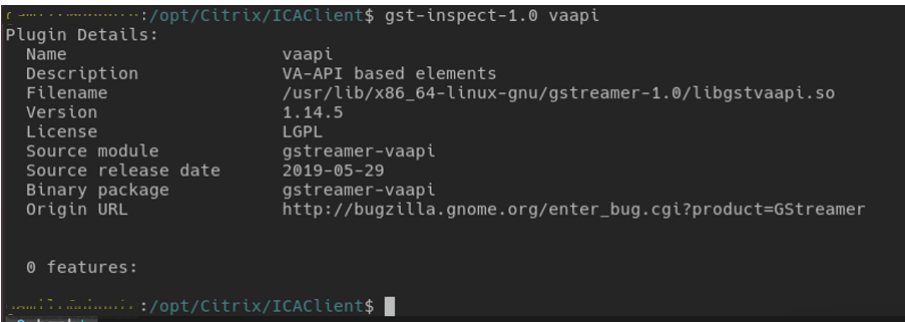 :/opt/Citrix/ICAClient$ gst-inspect-1.0 vaapi
Plugin Details:
Name vaapi
Description VA-API based elements
Filename /usr/lib/x86_64-linux-gnu/gstreamer-1.0/libgstvaapi.so
Version 1.14.5
License LGPL
Source module gstreamer-vaapi
Source release date 2019-05-29
Binary package gstreamer-vaapi
Origin URL http://bugzilla.gnome.org/enter_bug.cgi?product=GStreamer
0 features:
:/opt/Citrix/ICAClient$